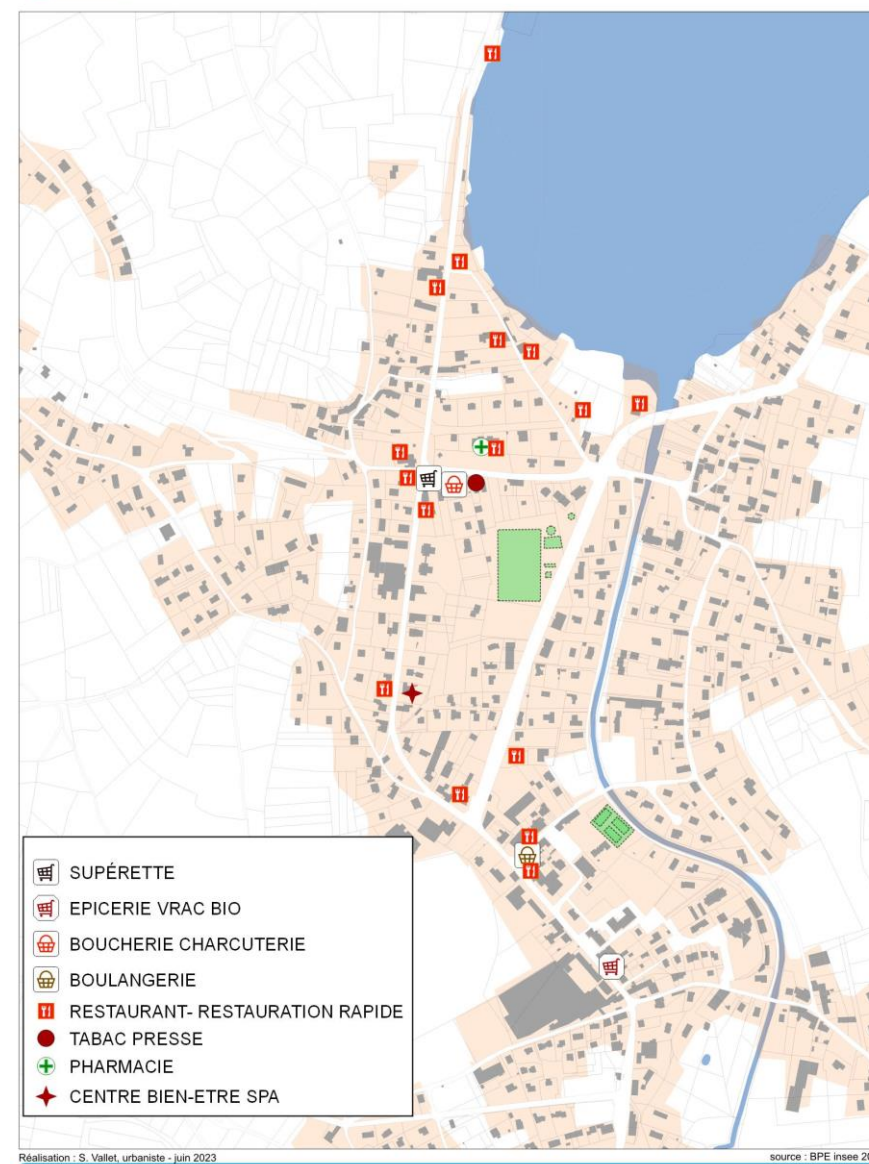 SUPÉRETTE
EPICERIE VRAC BIO
BOUCHERIE CHARCUTERIE
BOULANGERIE
RESTAURANT- RESTAURATION RAPIDE
TABAC PRESSE
PHARMACIE
CENTRE BIEN-ETRE SPA
Réalisation : S. Vallet, urbaniste - juin 2023
source : BPE insee 20